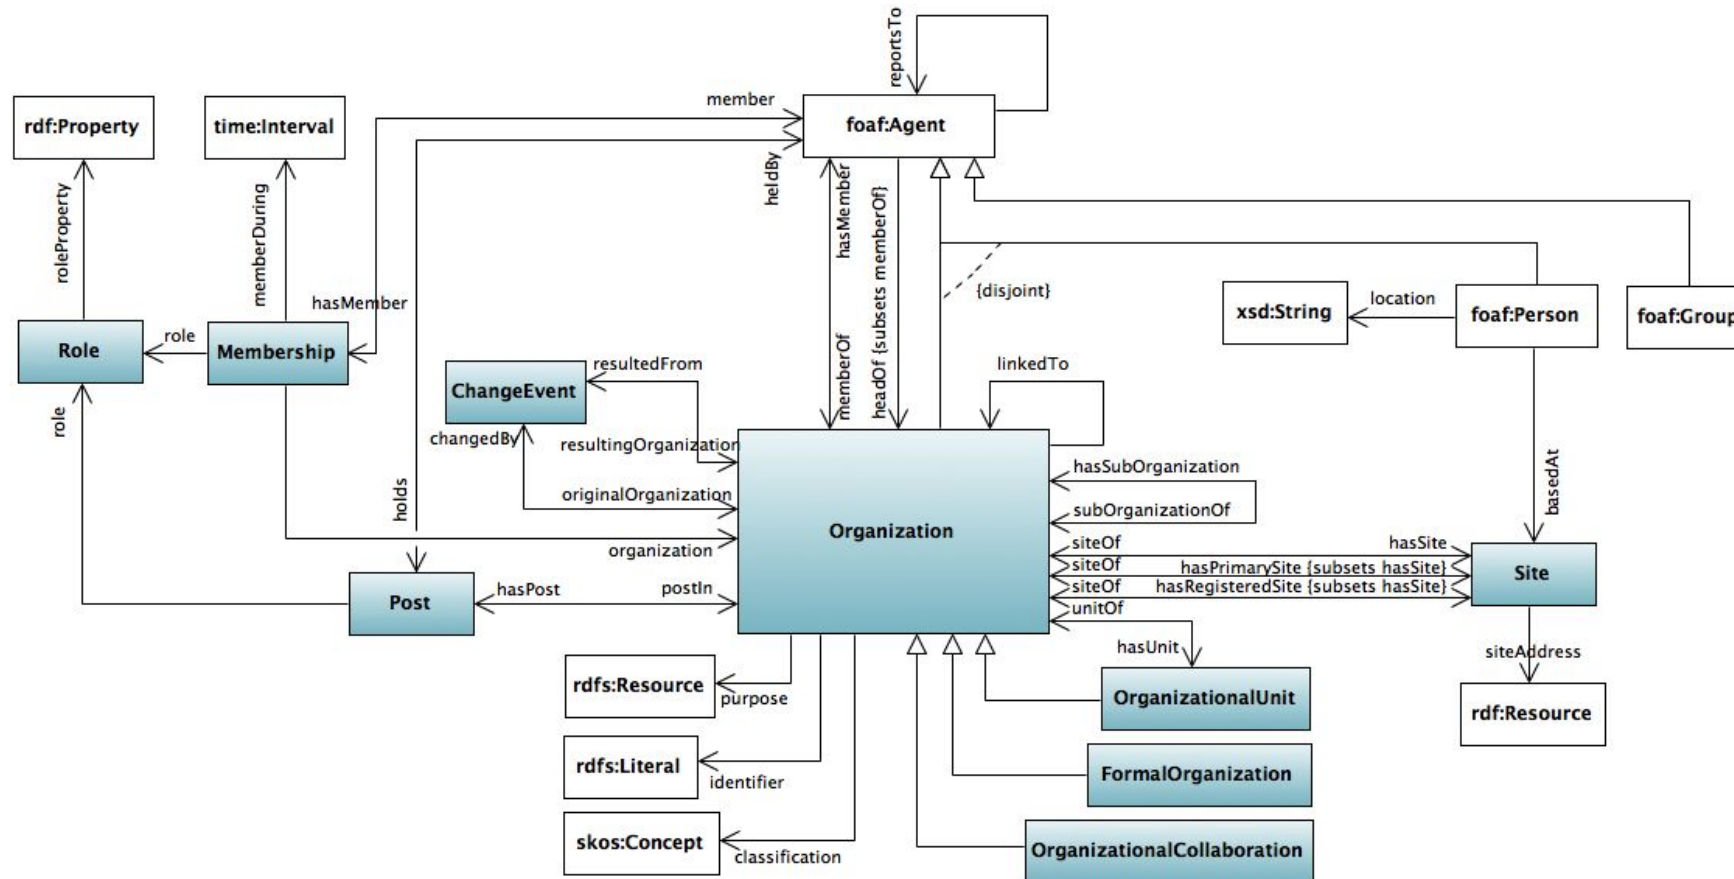 reportsTo
member
foaf:Agent
rdf:Property
time:Interval
heldBy
hasMember
headOf {subsets memberOf}
memberOf
roleProperty
memberDuring
hasMember
{disjoint}
xsd:String
location
foaf:Person
foaf:Group
Role
role
Membership
ChangeEvent
resultedFrom
linkedTo
role
changedBy
resultingOrganization
hasSubOrganization
holds
originalOrganization
subOrganizationOf
basedAt
Organization
organization
siteOf
hasSite
siteOf
hasPrimarySite {subsets hasSite}
siteOf
hasRegisteredSite {subsets hasSite}
Site
Post
hasPost
postIn
unitOf
hasUnit
siteAddress
rdfs:Resource
purpose
OrganizationalUnit
rdf:Resource
rdfs:Literal
identifier
FormalOrganization
skos:Concept
classification
OrganizationalCollaboration